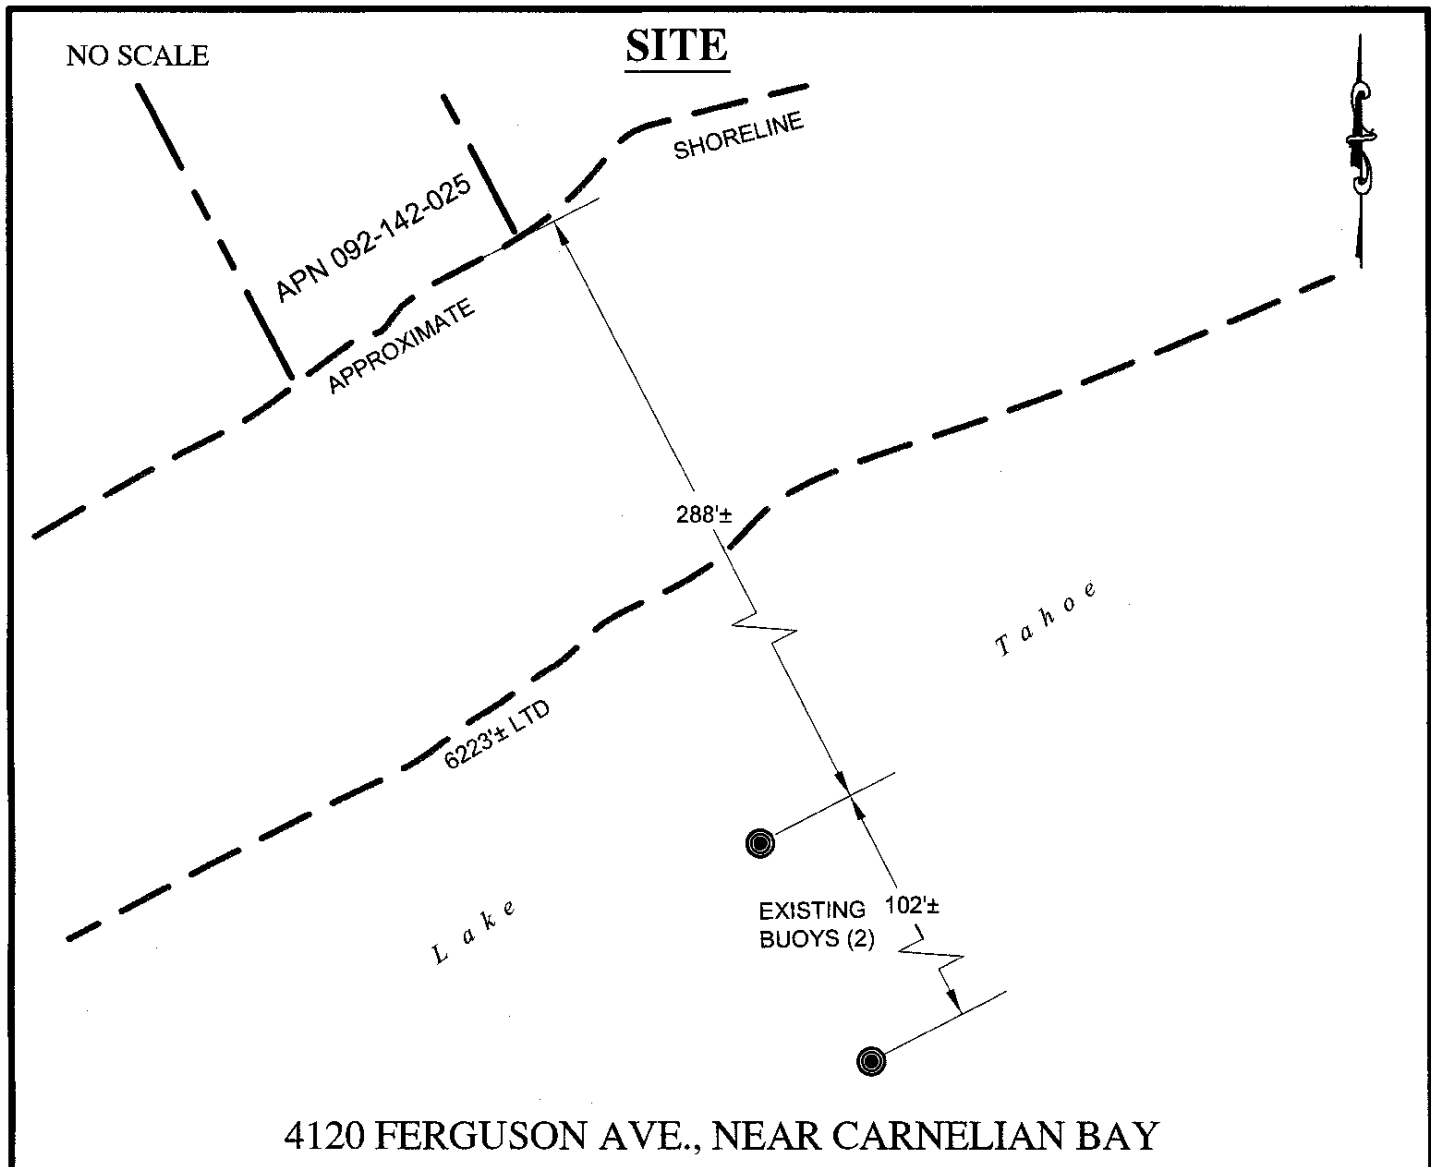 NO SCALE
SITE
SHORELINE
APN 092-142-025
APPROXIMATE
288'±
Tahoe
6223'± LTD
Lake
EXISTING
BUOYS (2)
102'±
4120 FERGUSON AVE., NEAR CARNELIAN BAY